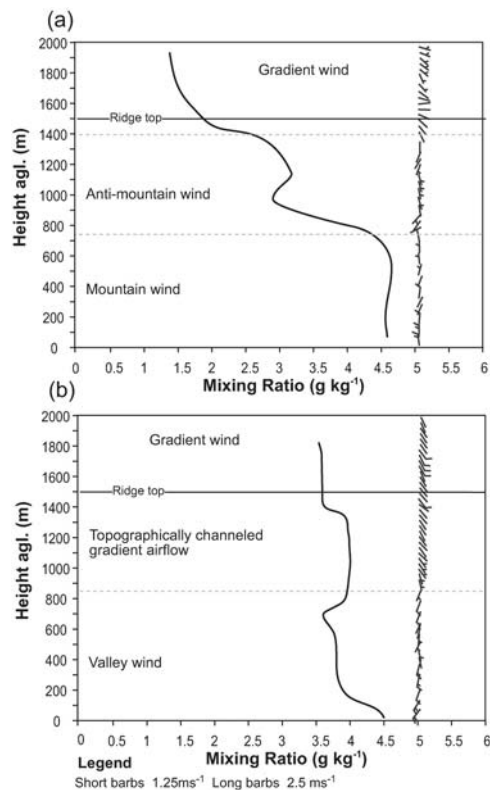 (a)
2000
1800
Gradient wind
1600
Ridge top
1400
1200
1000
Anti-mountain wind
800
600
400
Mountain wind
200
0
Height agl. (m)
0 0.5 1 1.5 2 2.5 3 3.5 4 4.5 5 5.5 6
Mixing Ratio (g kg-1)
(b)
2000
1800
Gradient wind
1600
Ridge top
1400
Topographically channeled
1200
gradient airflow
1000
800
600
Valley wind
400
200
0
Height agl. (m)
0 0.5 1 1.5 2 2.5 3 3.5 4 4.5 5 5.5 6
Mixing Ratio (g kg-1)
Legend
Short barbs 1.25ms-1 Long barbs 2.5 ms-1